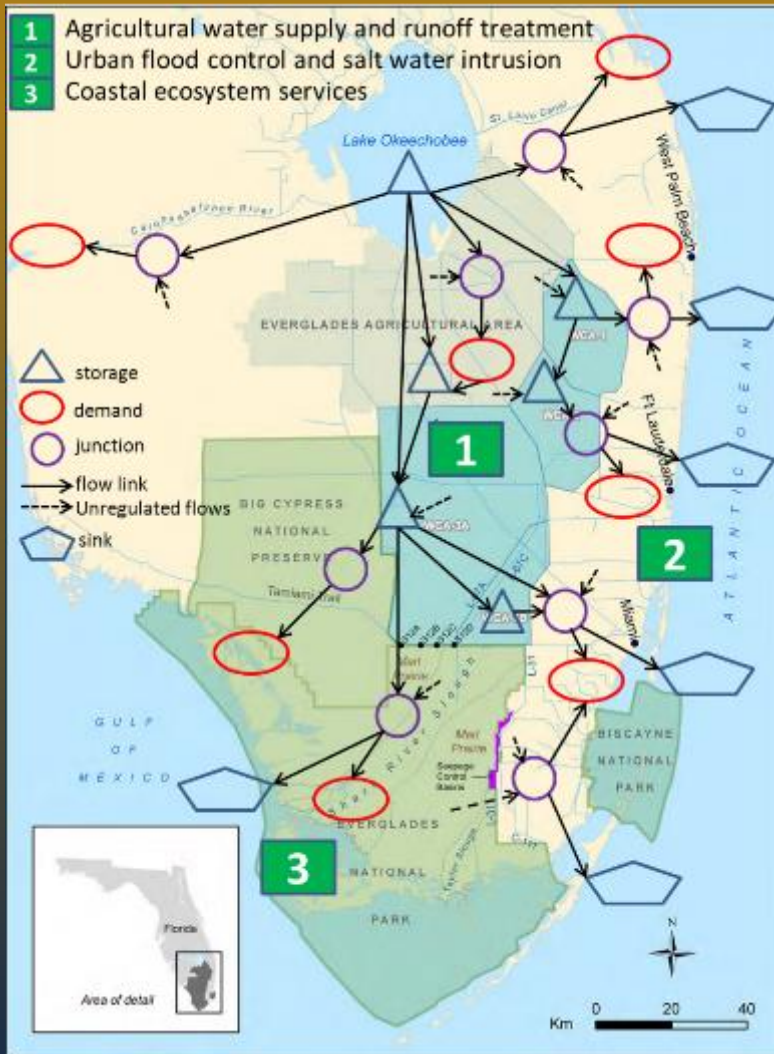 1 Agricultural water supply and runoff treatment
2 Urban flood control and salt water intrusion
3 Coastal ecosystem services
St. Lucie Canal
Lake Okeechobee
West Palm Beach
Caloosahatchee River
EVERGLADES AGRICULTURAL AREA
WCA-1
storage
demand
junction
flow link
Unregulated flows
sink
1
Ft Lauderdale
ATLANTIC OCEAN
BIG CYPRESS
NATIONAL
PRESERVE
WCA-3A
2
Tamiami Trail
Miami
L-31
GULF
OF
MEXICO
Shark River Slough
Marl
Prairie
Seepage
Control
Basins
BISCAYNE
NATIONAL
PARK
EVERGLADES
3
NATIONAL
Taylor Slough
PARK
Florida
Area of detail
N
0 20 40
Km